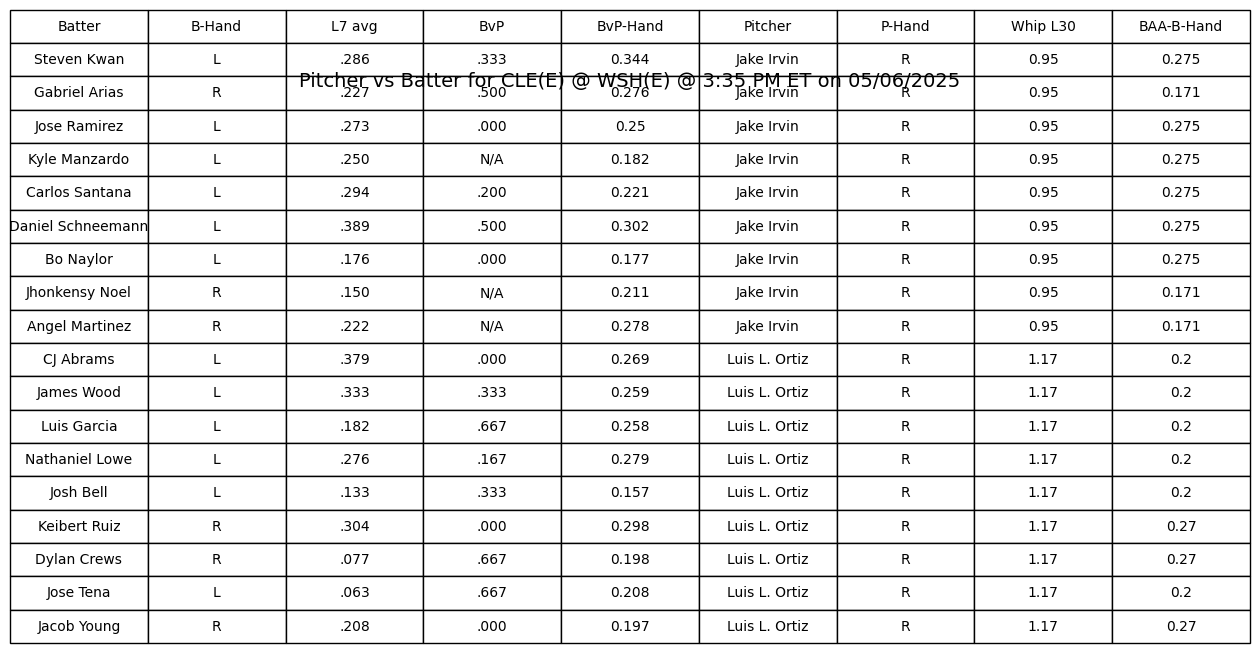 Batter B-Hand L7 avg BvP BvP-Hand Pitcher P-Hand Whip L30 BAA-B-Hand
Steven Kwan L .286 .333 0.344 Jake Irvin R 0.95 0.275
Pitcher vs Batter for CLE(E) @ WSH(E) @ 3:35 PM ET on 05/06/2025
Gabriel Arias R .227 .500 0.276 Jake Irvin R 0.95 0.171
Jose Ramirez L .273 .000 0.25 Jake Irvin R 0.95 0.275
Kyle Manzardo L .250 N/A 0.182 Jake Irvin R 0.95 0.275
Carlos Santana L .294 .200 0.221 Jake Irvin R 0.95 0.275
Daniel Schneemann L .389 .500 0.302 Jake Irvin R 0.95 0.275
Bo Naylor L .176 .000 0.177 Jake Irvin R 0.95 0.275
Jhonkensy Noel R .150 N/A 0.211 Jake Irvin R 0.95 0.171
Angel Martinez R .222 N/A 0.278 Jake Irvin R 0.95 0.171
CJ Abrams L .379 .000 0.269 Luis L. Ortiz R 1.17 0.2
James Wood L .333 .333 0.259 Luis L. Ortiz R 1.17 0.2
Luis Garcia L .182 .667 0.258 Luis L. Ortiz R 1.17 0.2
Nathaniel Lowe L .276 .167 0.279 Luis L. Ortiz R 1.17 0.2
Josh Bell L .133 .333 0.157 Luis L. Ortiz R 1.17 0.2
Keibert Ruiz R .304 .000 0.298 Luis L. Ortiz R 1.17 0.27
Dylan Crews R .077 .667 0.198 Luis L. Ortiz R 1.17 0.27
Jose Tena L .063 .667 0.208 Luis L. Ortiz R 1.17 0.2
Jacob Young R .208 .000 0.197 Luis L. Ortiz R 1.17 0.27